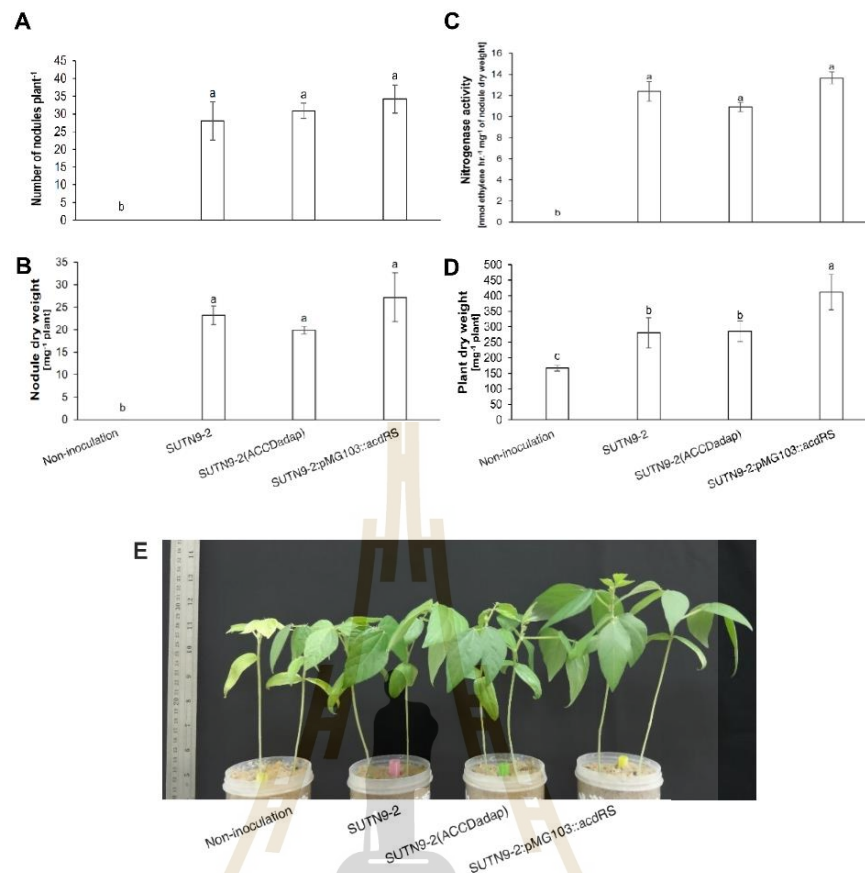 A
45
40
35
30
25
20
15
10
5
0
Number of nodules plant⁻¹
b
a
a
a
C
16
14
12
10
8
6
4
2
0
Nitrogenase activity
[nmol ethylene hr.⁻¹ mg⁻¹ of nodule dry weight]
b
a
a
a
B
35
30
25
20
15
10
5
0
Nodule dry weight
[mg⁻¹ plant]
b
a
a
a
Non-inoculation
SUTN9-2
SUTN9-2(ACCDadap)
SUTN9-2:pMG103::acdRS
D
500
450
400
350
300
250
200
150
100
50
0
Plant dry weight
[mg⁻¹ plant]
c
b
b
a
Non-inoculation
SUTN9-2
SUTN9-2(ACCDadap)
SUTN9-2:pMG103::acdRS
E
Non-inoculation
SUTN9-2
SUTN9-2(ACCDadap)
SUTN9-2:pMG103::acdRS